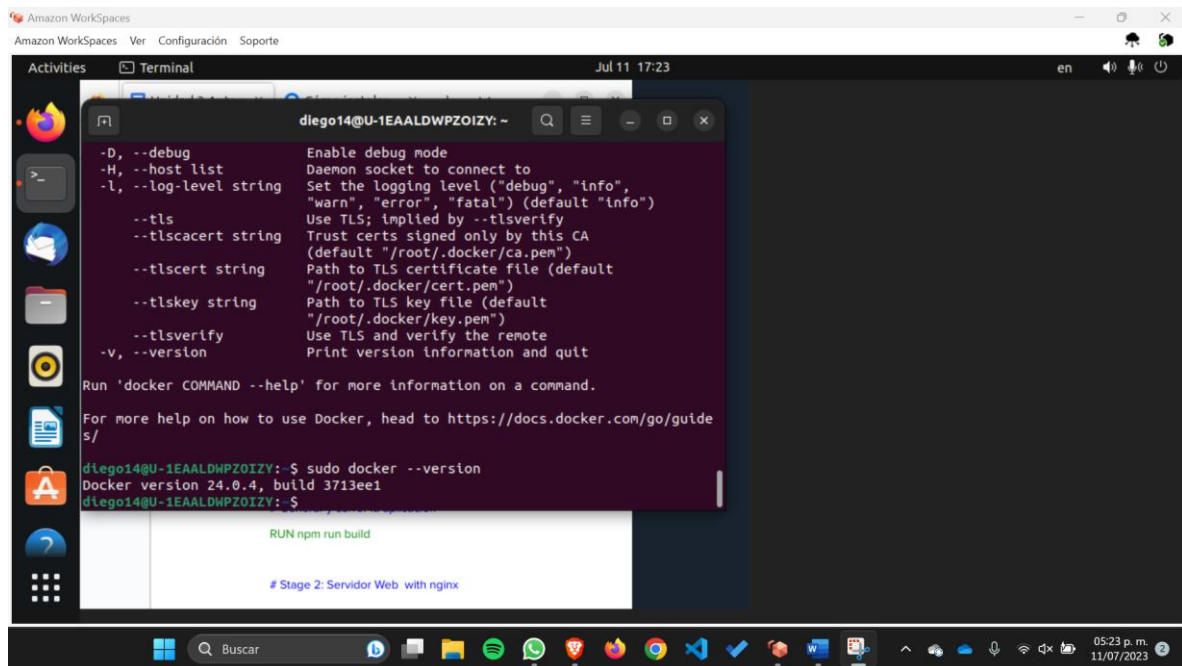 Amazon WorkSpaces
Amazon WorkSpaces Ver Configuración Soporte
Activities Terminal Jul 11 17:23 en
diego14@U-1EAALDWPZOIZY: ~
-D, --debug Enable debug mode
-H, --host list Daemon socket to connect to
-l, --log-level string Set the logging level ("debug", "info",
"warn", "error", "fatal") (default "info")
--tls Use TLS; implied by --tlsverify
--tlscacert string Trust certs signed only by this CA
(default "/root/.docker/ca.pem")
--tlscert string Path to TLS certificate file (default
"/root/.docker/cert.pem")
--tlskey string Path to TLS key file (default
"/root/.docker/key.pem")
--tlsverify Use TLS and verify the remote
-v, --version Print version information and quit
Run 'docker COMMAND --help' for more information on a command.
For more help on how to use Docker, head to https://docs.docker.com/go/guide
s/
diego14@U-1EAALDWPZOIZY:~$ sudo docker --version
Docker version 24.0.4, build 3713ee1
diego14@U-1EAALDWPZOIZY:~$
RUN npm run build
# Stage 2: Servidor Web with nginx
Buscar
05:23 p. m.
11/07/2023
2